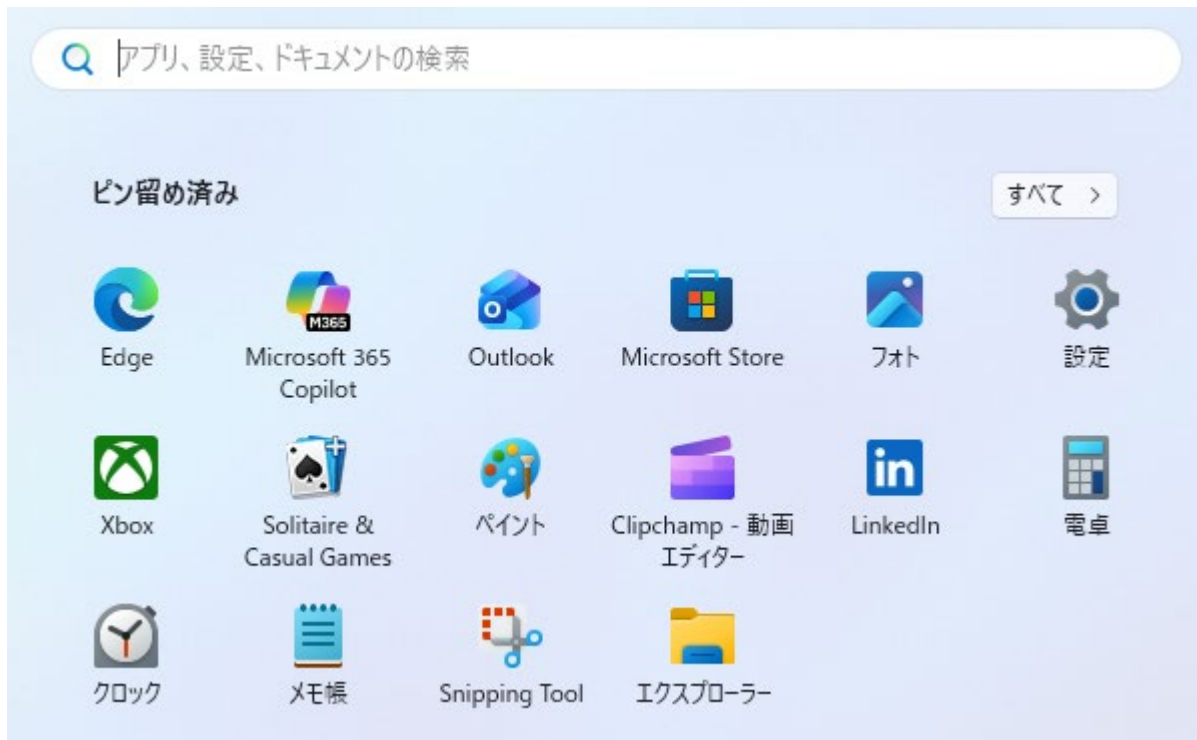 アプリ、設定、ドキュメントの検索
ピン留め済み
すべて >
M365
Edge
Microsoft 365
Copilot
Outlook
Microsoft Store
フォト
設定
Xbox
Solitaire &
Casual Games
ペイント
Clipchamp - 動画
エディター
in
LinkedIn
電卓
クロック
メモ帳
Snipping Tool
エクスプローラー